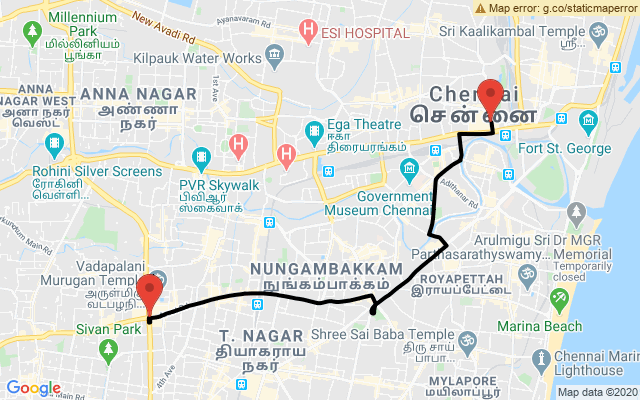 Map error: g.co/staticmaperror
Millennium
Park
மில்லினியம்
பூங்கா
New Avadi Rd
Ayanavaram Rd
ESI HOSPITAL
Sri Kaalikambal Temple
ஸ்ரீ...
Kilpauk Water Works
1st Ave
ANNA
NAGAR WEST
அண்ணா
நகர்
வெஸ்ட்
ANNA NAGAR
அண்ணா
நகர்
Chennai
சென்னை
Ega Theatre
ஈகா
திரையரங்கம்
Fort St. George
Rohini Silver Screens
ரோகினி
வெள்ளி...
PVR Skywalk
பிவிஆர்
ஸ்கைவாக்
Government
Museum Chennai
Adithanar Rd
Arulmigu Sri
Parthasarathyswamy...
Dr MGR
Memorial
Temporarily
closed
Vadapalani
Murugan Temple
அருள்மிகு
வடபழனி...
NUNGAMBAKKAM
நுங்கம்பாக்கம்
ROYAPETTAH
இராயப்பேட்டை
Marina Beach
Sivan Park
4th Ave
T. NAGAR
தியாகராய
நகர்
Shree Sai Baba Temple
திரு சாய்
பாபா...
Chennai Marina
Lighthouse
MYLAPORE
மயிலாப்பூர்
Google
Map data ©2020